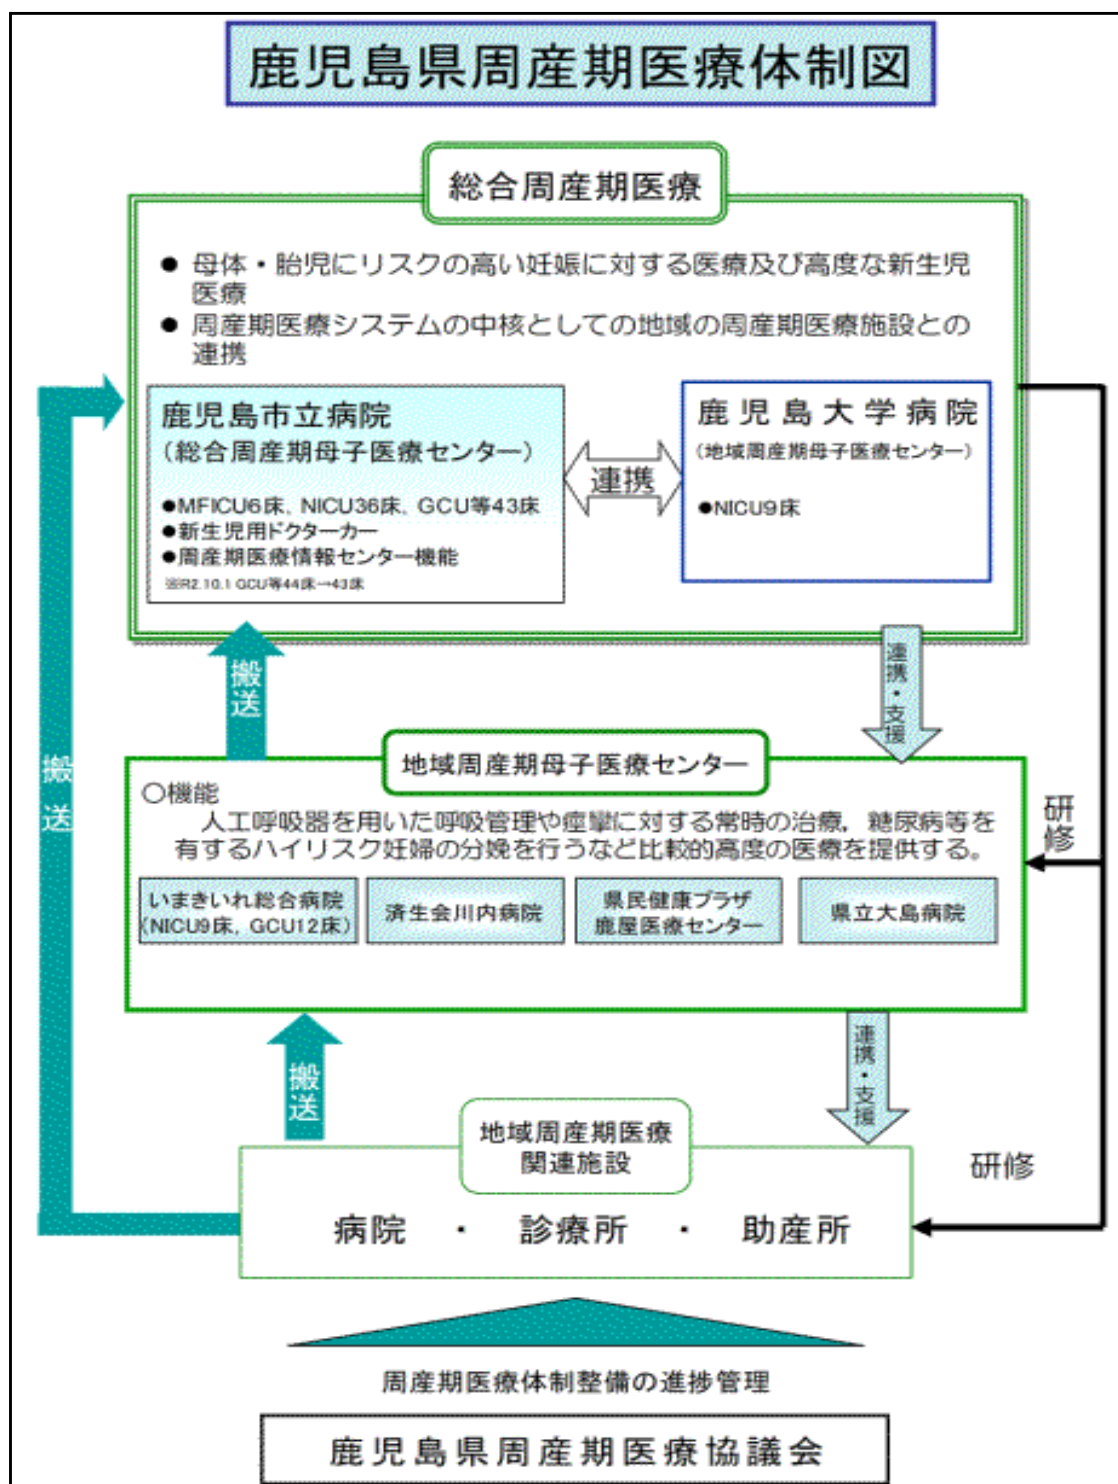 鹿児島県周産期医療体制図
総合周産期医療
● 母体・胎児にリスクの高い妊娠に対する医療及び高度な新生児
医療
● 周産期医療システムの中核としての地域の周産期医療施設との
連携
鹿児島市立病院
(総合周産期母子医療センター)
●MFICU6床, NICU36床, GCU等43床
●新生児用ドクターカー
●周産期医療情報センター機能
※R2.10.1 GCU等44床→43床
連携
鹿児島大学病院
(地域周産期母子医療センター)
●NICU9床
搬送
連携・支援
搬送
研修
地域周産期母子医療センター
○機能
人工呼吸器を用いた呼吸管理や痙攣に対する常時の治療，糖尿病等を
有するハイリスク妊婦の分娩を行うなど比較的高度の医療を提供する。
いまきいれ総合病院
(NICU9床, GCU12床)
済生会川内病院
県民健康プラザ
鹿屋医療センター
県立大島病院
搬送
連携・支援
地域周産期医療
関連施設
研修
病院 ・ 診療所 ・ 助産所
周産期医療体制整備の進捗管理
鹿児島県周産期医療協議会